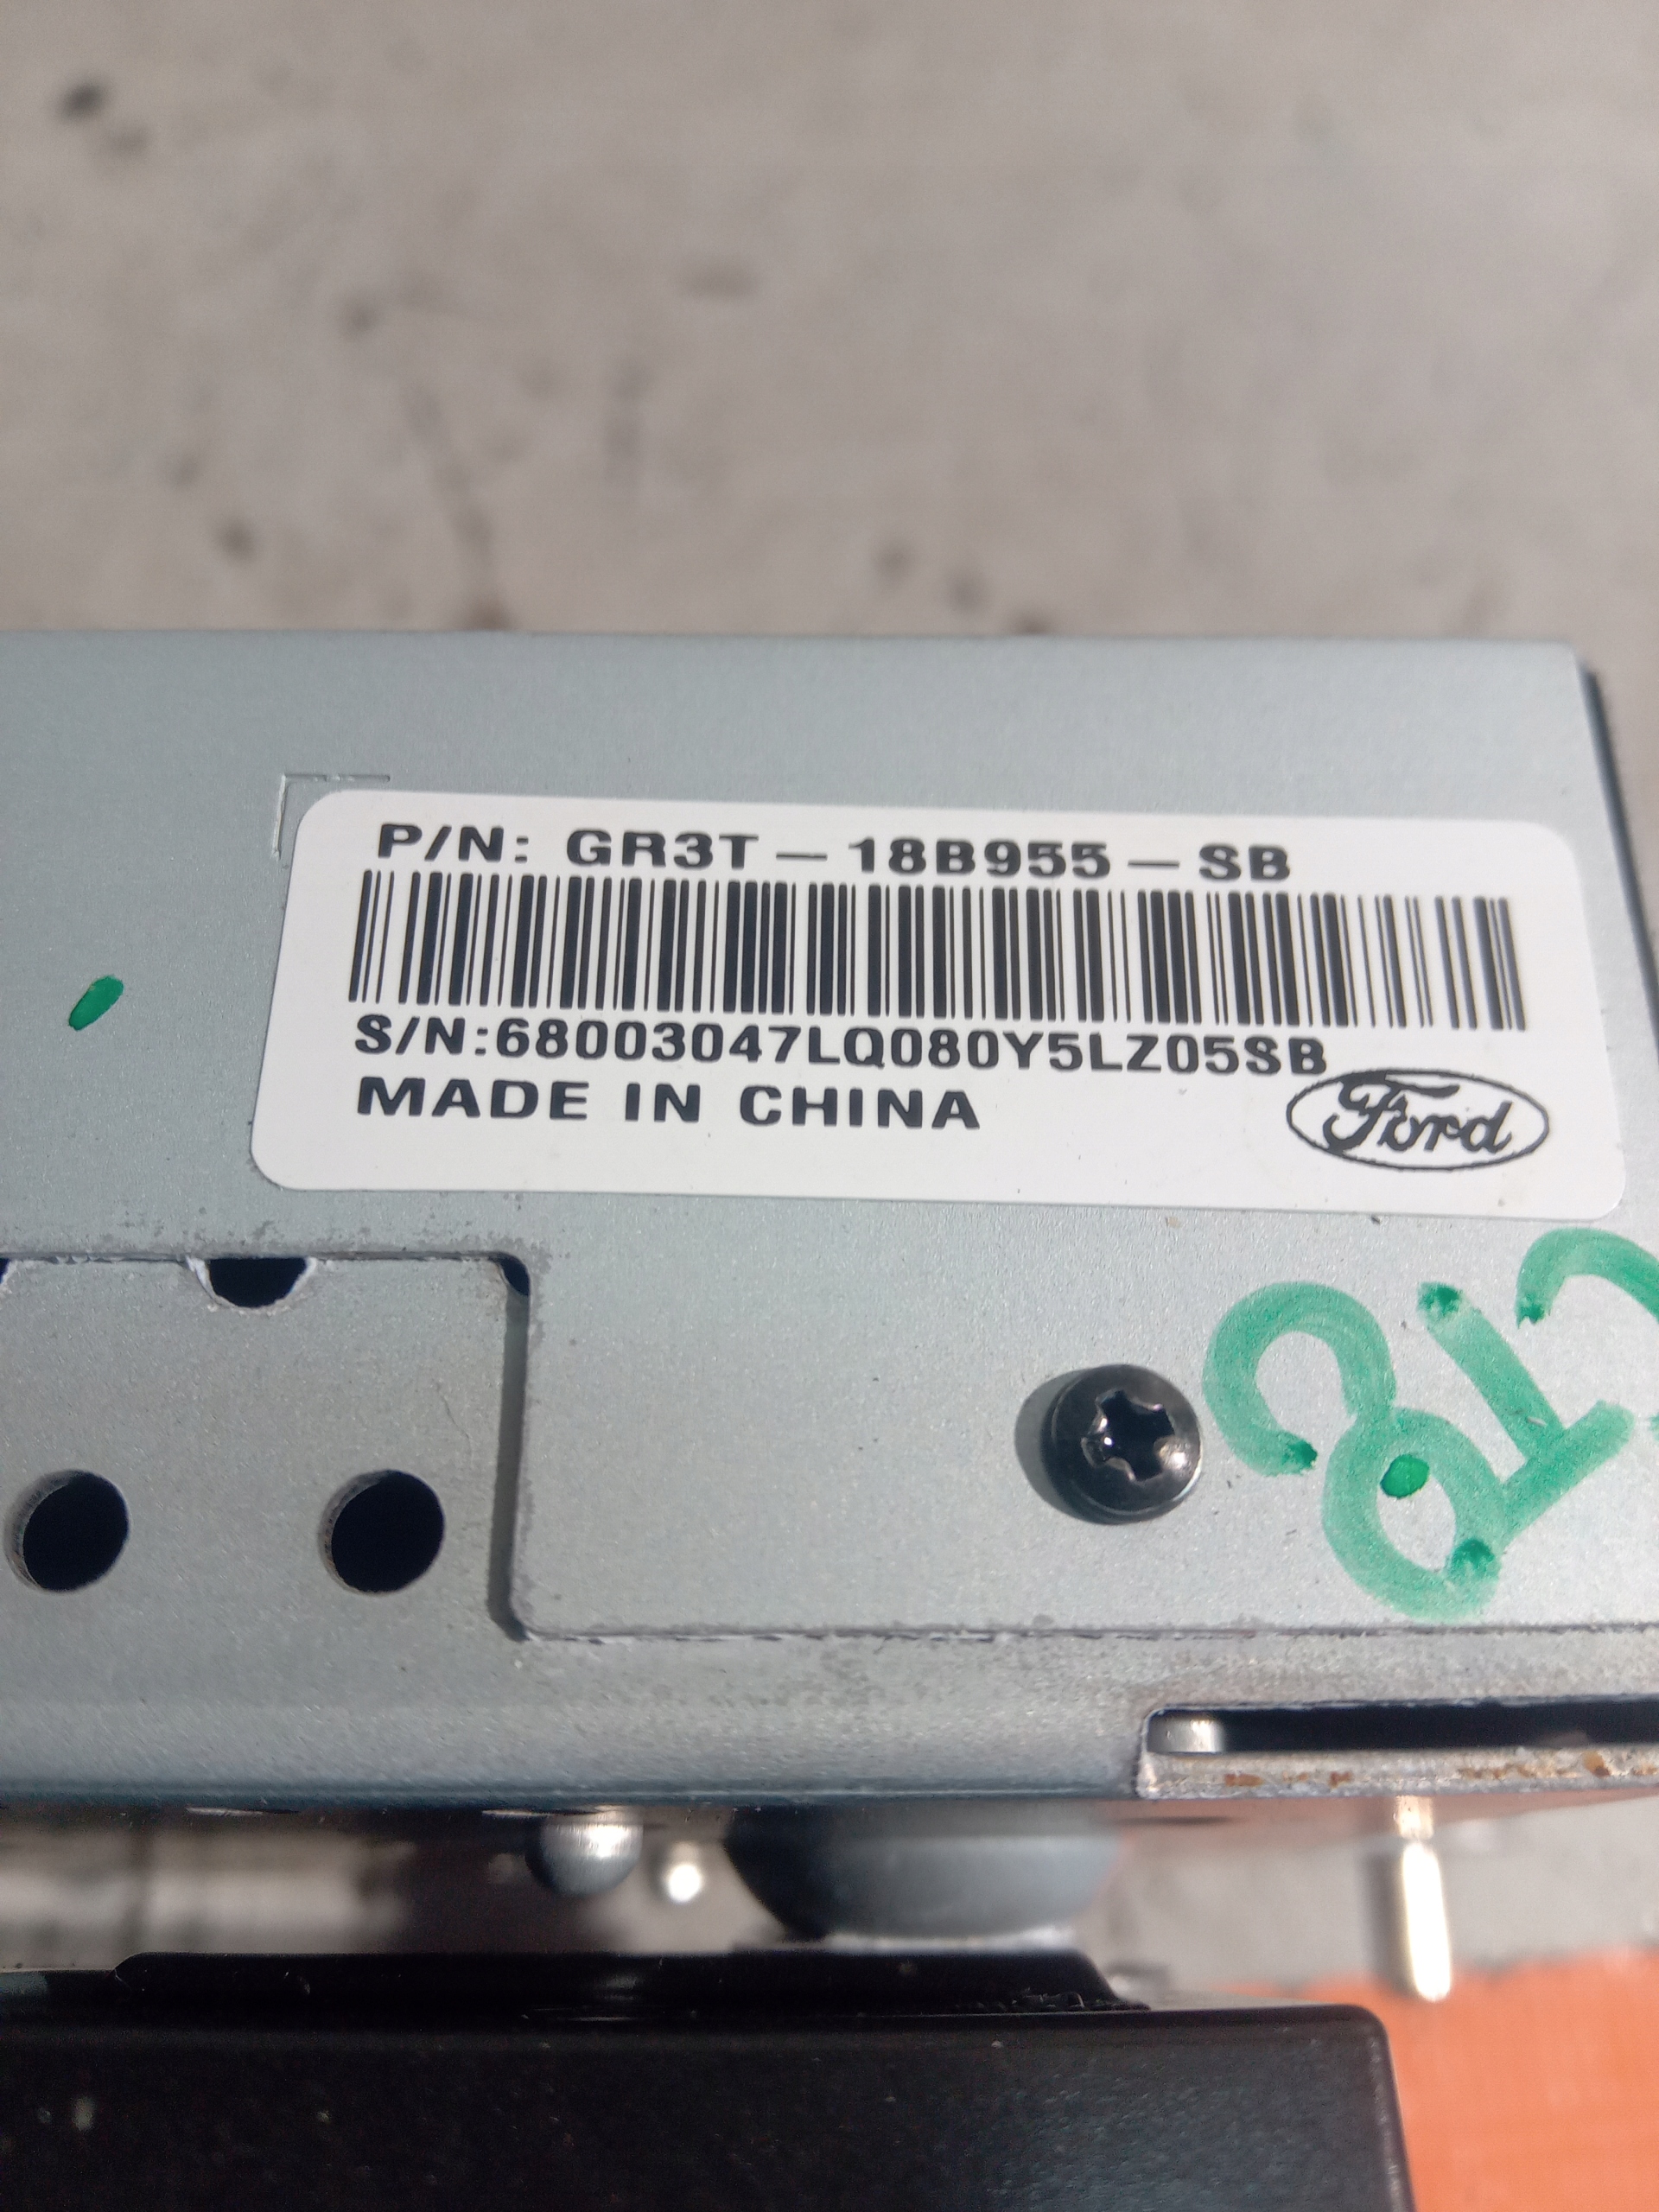 P/N: GR3T-18B955-SB
S/N:68003047LQ080Y5LZ05SB
MADE IN CHINA
Ford